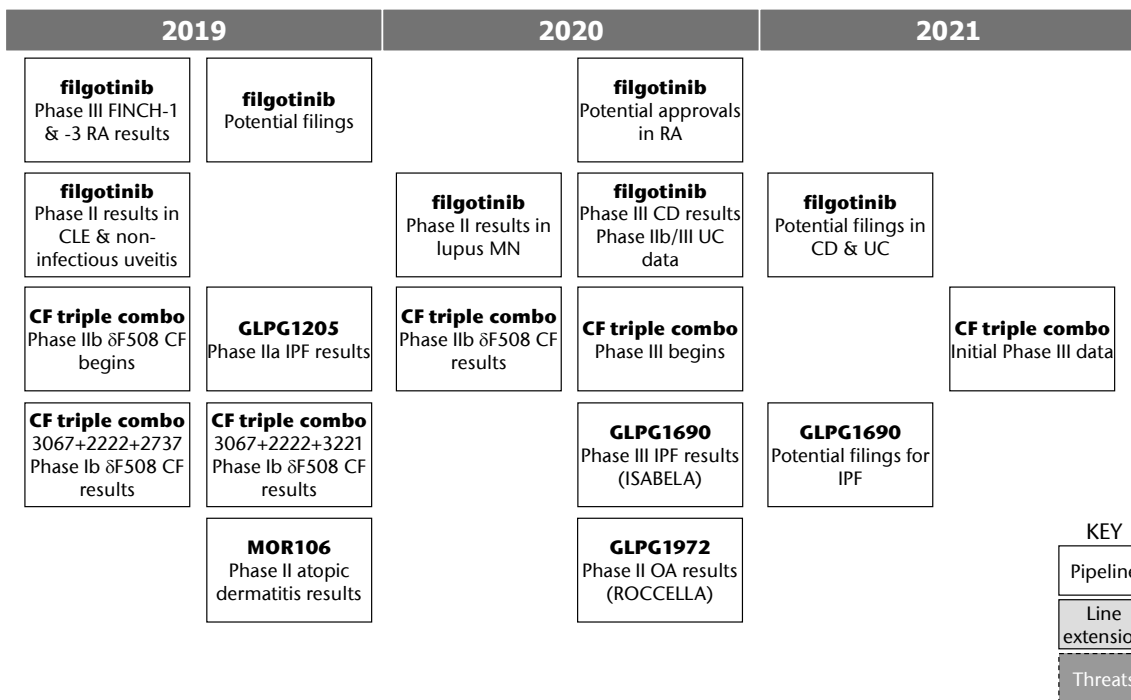 2019
2020
2021
filgotinib
Phase III FINCH-1
& -3 RA results
filgotinib
Potential filings
filgotinib
Potential approvals
in RA
filgotinib
Phase II results in
CLE & non-
infectious uveitis
filgotinib
Phase II results in
lupus MN
filgotinib
Phase III CD results
Phase IIb/III UC
data
filgotinib
Potential filings in
CD & UC
CF triple combo
Phase IIb δF508 CF
begins
GLPG1205
Phase IIa IPF results
CF triple combo
Phase IIb δF508 CF
results
CF triple combo
Phase III begins
CF triple combo
Initial Phase III data
CF triple combo
3067+2222+2737
Phase Ib δF508 CF
results
CF triple combo
3067+2222+3221
Phase Ib δF508 CF
results
GLPG1690
Phase III IPF results
(ISABELA)
GLPG1690
Potential filings for
IPF
MOR106
Phase II atopic
dermatitis results
GLPG1972
Phase II OA results
(ROCCELLA)
KEY
Pipeline
Line
extensio
Threats